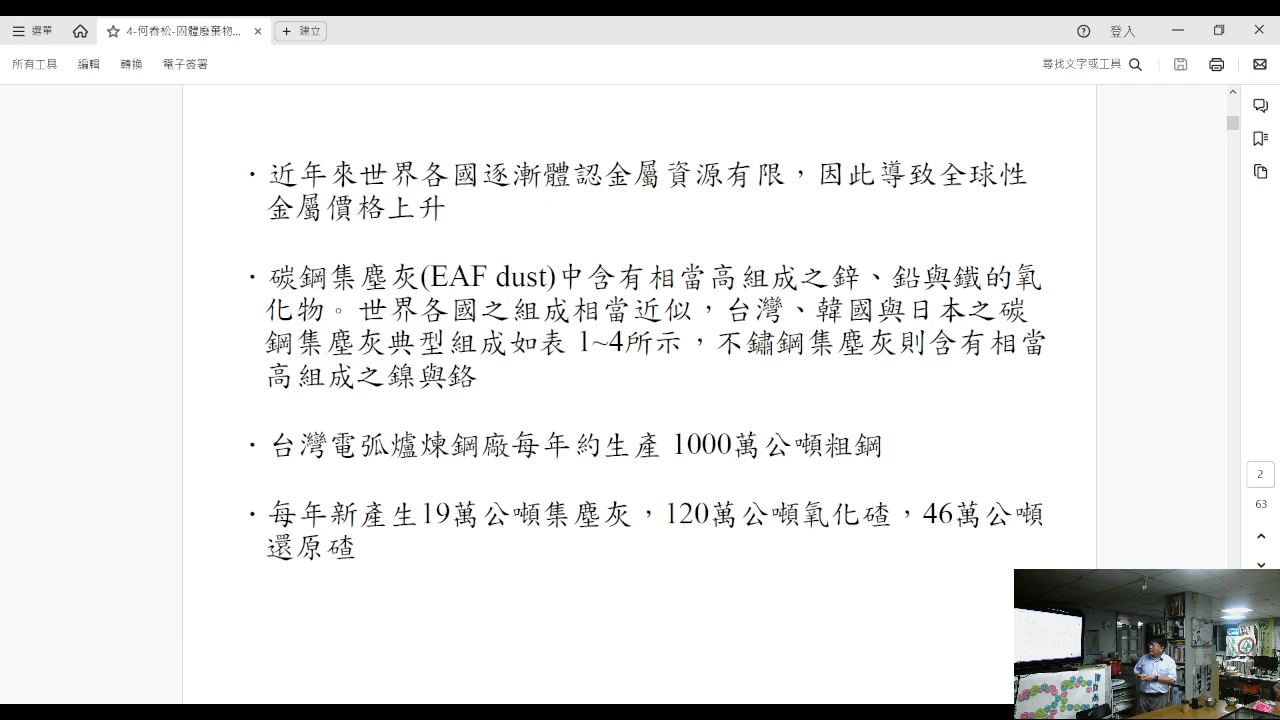 選單
4-何春松-固體廢棄物...
建立
登入
所有工具
編輯
轉換
電子簽署
尋找文字或工具
· 近年來世界各國逐漸體認金屬資源有限，因此導致全球性
金屬價格上升
· 碳鋼集塵灰(EAF dust)中含有相當高組成之鋅、鉛與鐵的氧
化物。世界各國之組成相當近似，台灣、韓國與日本之碳
鋼集塵灰典型組成如表 1~4所示，不鏽鋼集塵灰則含有相當
高組成之鎳與鉻
· 台灣電弧爐煉鋼廠每年約生產 1000萬公噸粗鋼
· 每年新產生19萬公噸集塵灰，120萬公噸氧化碴，46萬公噸
還原碴
2
63